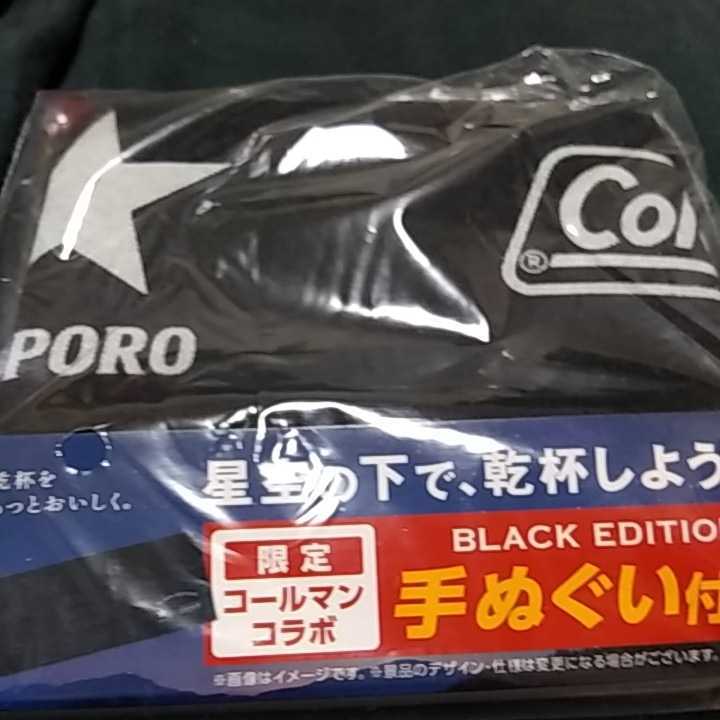 PORO
Col
®
乾杯を
もっとおいしく。
星空の下で、乾杯しよう
BLACK EDITIO
限定
コールマン
コラボ
手ぬぐい付
※画像はイメージです。※景品のデザイン・仕様は変更になる場合がございます。